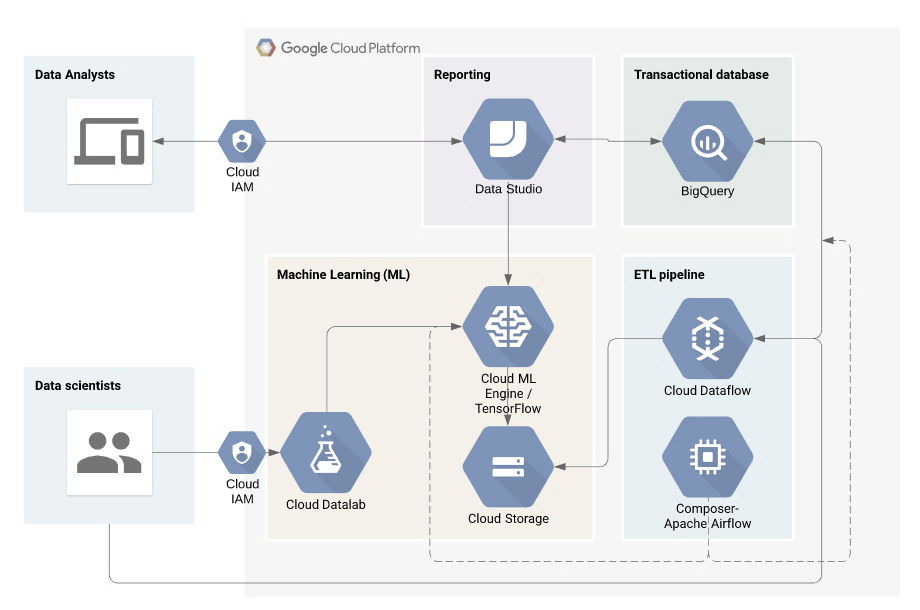 Google Cloud Platform
Data Analysts
Reporting
Transactional database
Cloud
IAM
Data Studio
BigQuery
Machine Learning (ML)
ETL pipeline
Cloud ML
Engine /
TensorFlow
Cloud Dataflow
Data scientists
Cloud
IAM
Cloud Datalab
Cloud Storage
Composer-
Apache Airflow